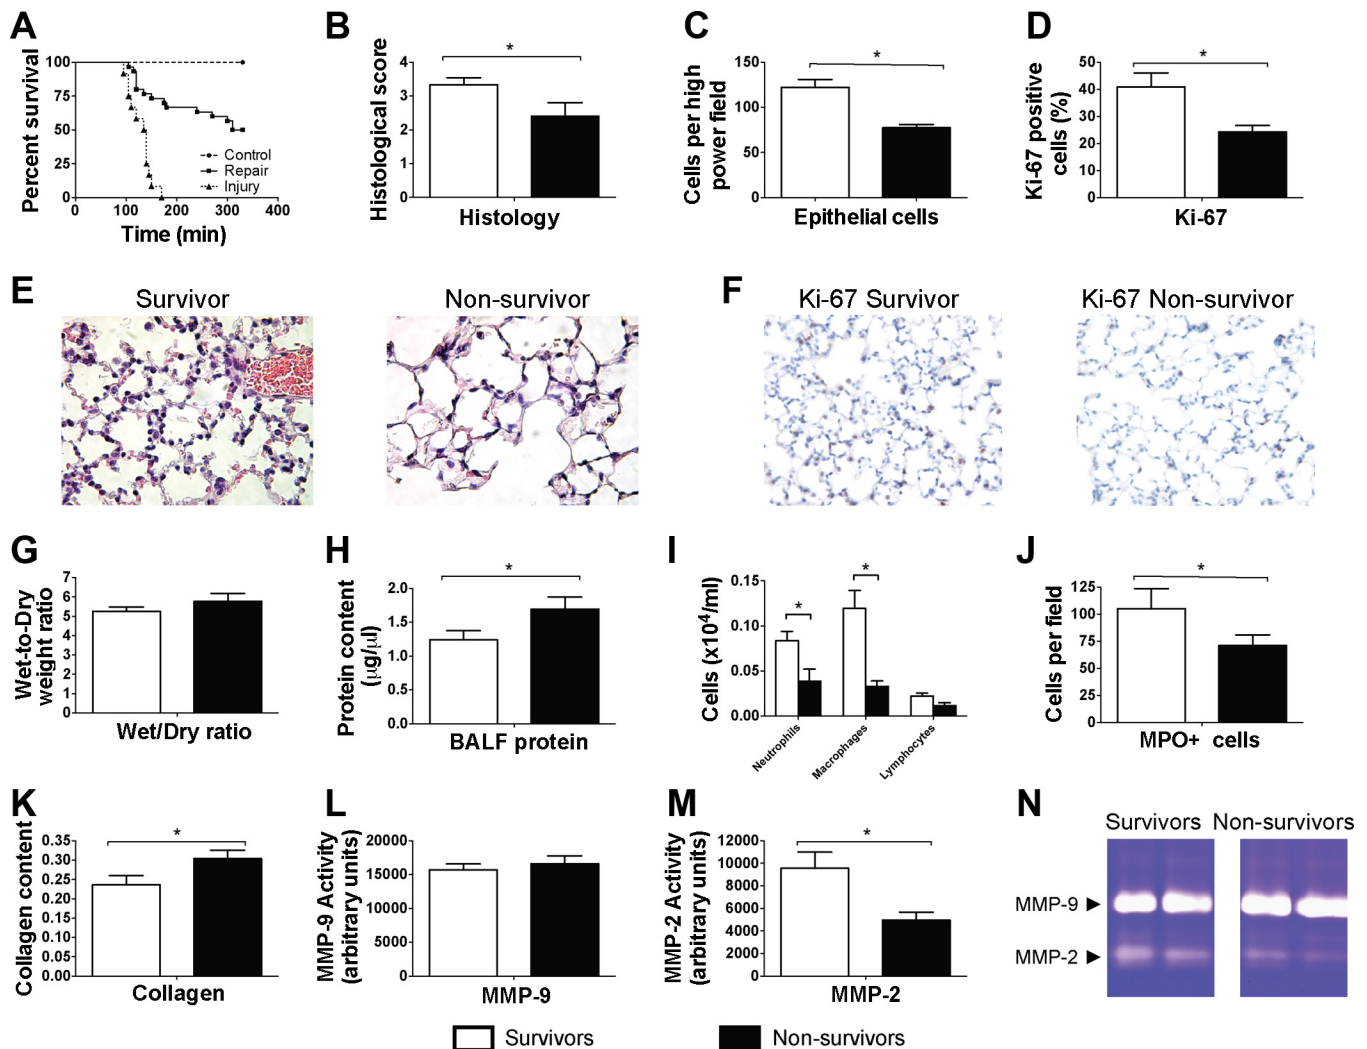 A
Percent survival
100
75
50
25
0
0 100 200 300 400
Time (min)
Control
Repair
Injury
B
Histological score
4
3
2
1
0
*
Histology
C
Cells per high
power field
150
100
50
0
*
Epithelial cells
D
Ki-67 positive
cells (%)
50
40
30
20
10
0
*
Ki-67
E
Survivor
Non-survivor
F
Ki-67 Survivor
Ki-67 Non-survivor
G
Wet-to-Dry
weight ratio
7
6
5
4
3
2
1
0
Wet/Dry ratio
H
Protein content
(µg/µl)
2.0
1.5
1.0
0.5
0.0
*
BALF protein
I
Cells (x10⁴/ml)
0.15
0.10
0.05
0.00
*
*
Neutrophils
Macrophages
Lymphocytes
J
Cells per field
125
100
75
50
25
0
*
MPO+ cells
K
Collagen content
0.35
0.30
0.25
0.20
0.15
0.10
0.05
0.00
*
Collagen
L
MMP-9 Activity
(arbitrary units)
20000
15000
10000
5000
0
MMP-9
M
MMP-2 Activity
(arbitrary units)
12000
10000
8000
6000
4000
2000
0
*
MMP-2
N
Survivors Non-survivors
MMP-9
MMP-2
Survivors
Non-survivors